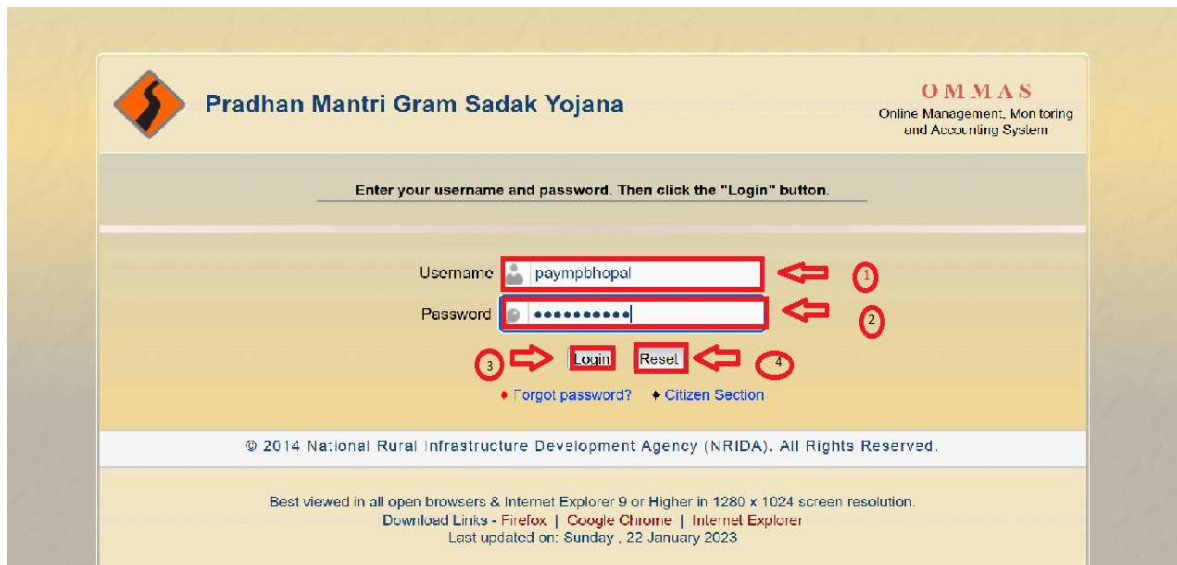 Pradhan Mantri Gram Sadak Yojana
OMMAS
Online Management, Monitoring
and Accounting System
Enter your username and password. Then click the "Login" button.
Username paympbhopal 1
Password ●●●●●●●●●● 2
3 Login Reset 4
Forgot password? Citizen Section
© 2014 National Rural Infrastructure Development Agency (NRIDA). All Rights Reserved.
Best viewed in all open browsers & Internet Explorer 9 or Higher in 1280 x 1024 screen resolution.
Download Links - Firefox | Google Chrome | Internet Explorer
Last updated on: Sunday , 22 January 2023